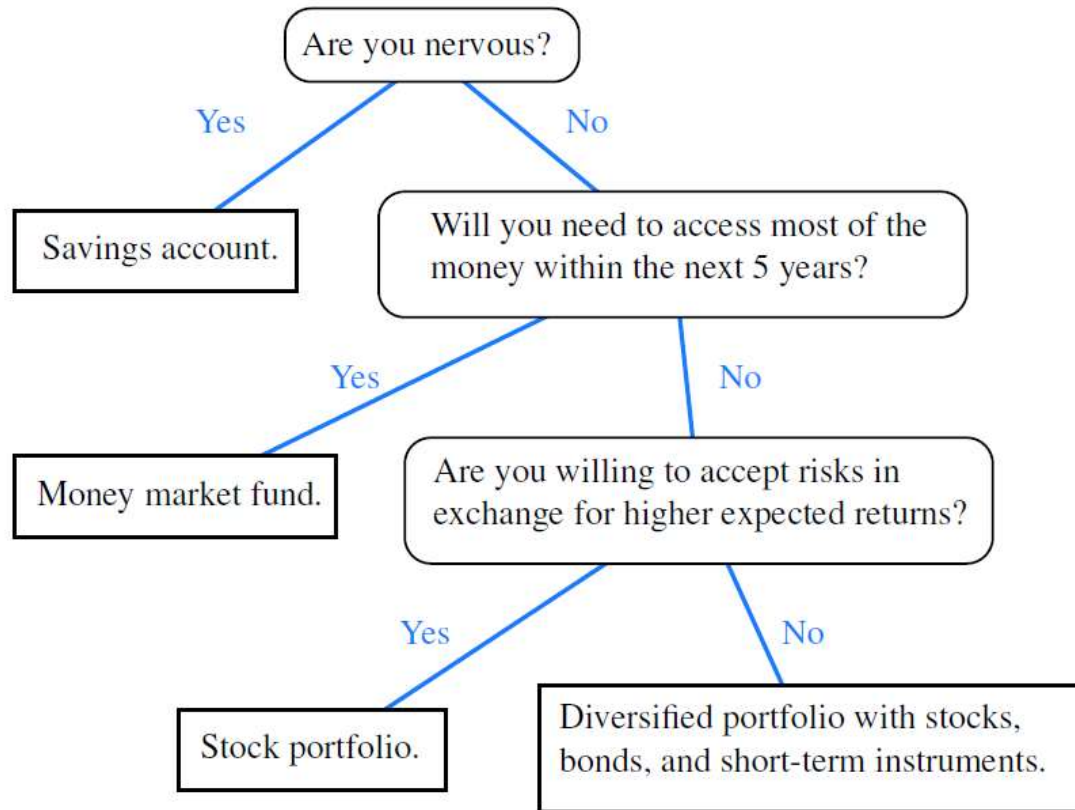 Are you nervous?
Yes
No
Savings account.
Will you need to access most of the
money within the next 5 years?
Yes
No
Money market fund.
Are you willing to accept risks in
exchange for higher expected returns?
Yes
No
Stock portfolio.
Diversified portfolio with stocks,
bonds, and short-term instruments.